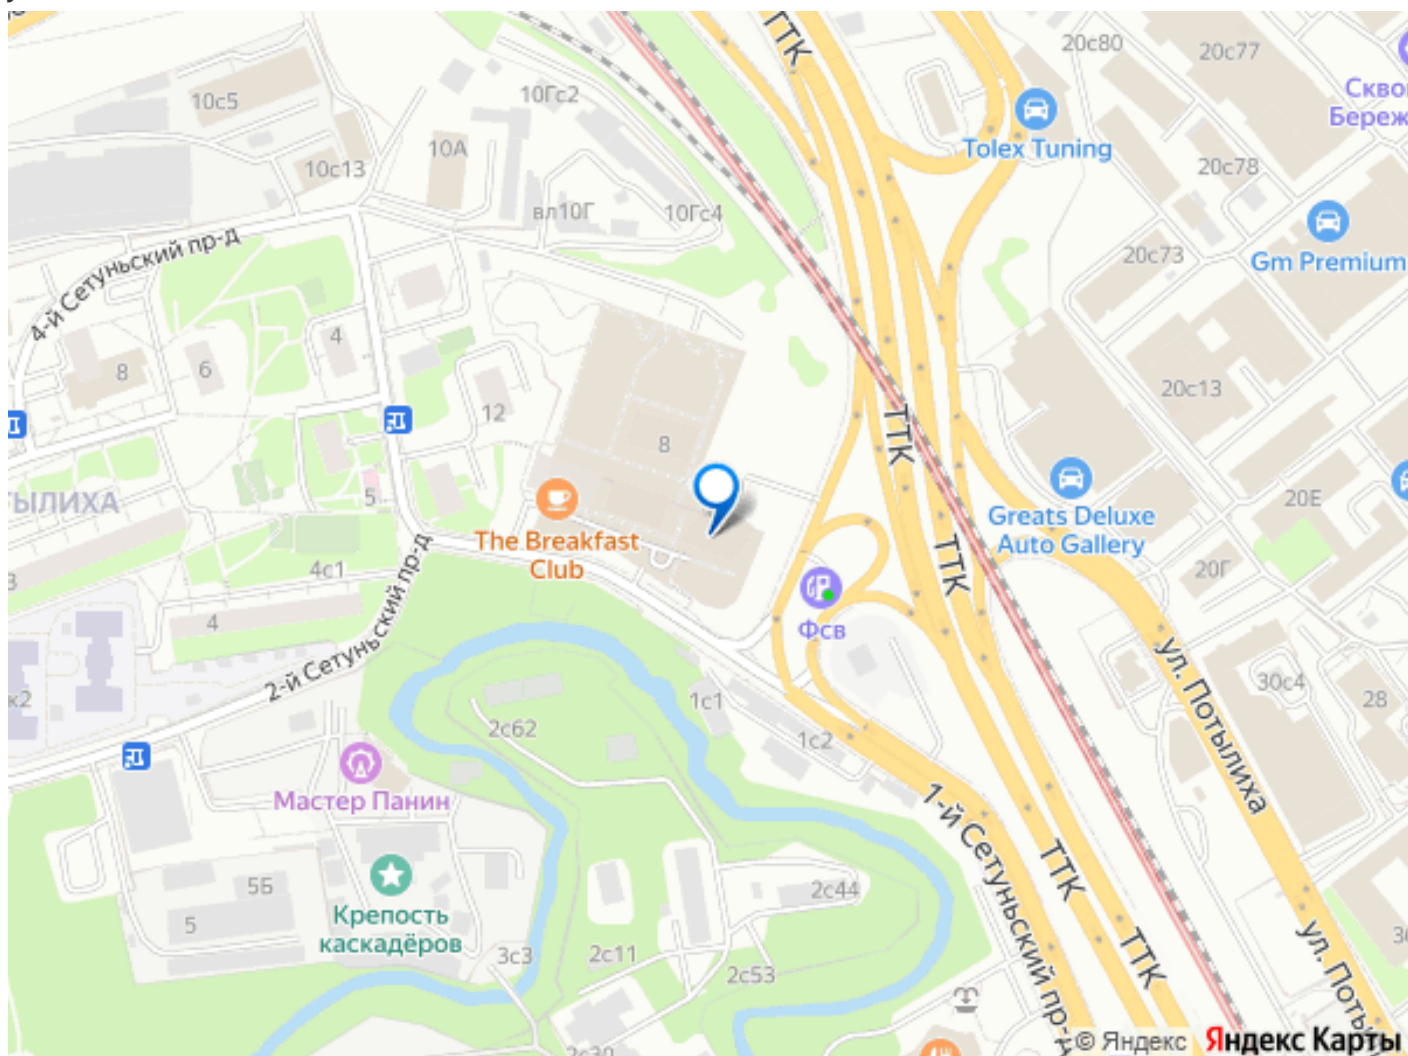 ТТК
20с80
20с77
10с5
10Гс2
Tolex Tuning
10с13
10А
20с78
вл10Г
10Гс4
4-й Сетуньский пр-д
20с73
Gm Premium
4
8
6
20с13
12
8
ТТК
5
The Breakfast
Club
Greats Deluxe
Auto Gallery
20Е
4с1
2-й Сетуньский пр-д
ТТК
20Г
4
Фсв
ул. Потылиха
к2
2с62
1с1
1с2
30с4
28
Мастер Панин
1-й Сетуньский пр-д
ТТК
5Б
5
Крепость
каскадёров
2с44
3с3
2с11
2с53
ТТК
© Яндекс
Яндекс Карты